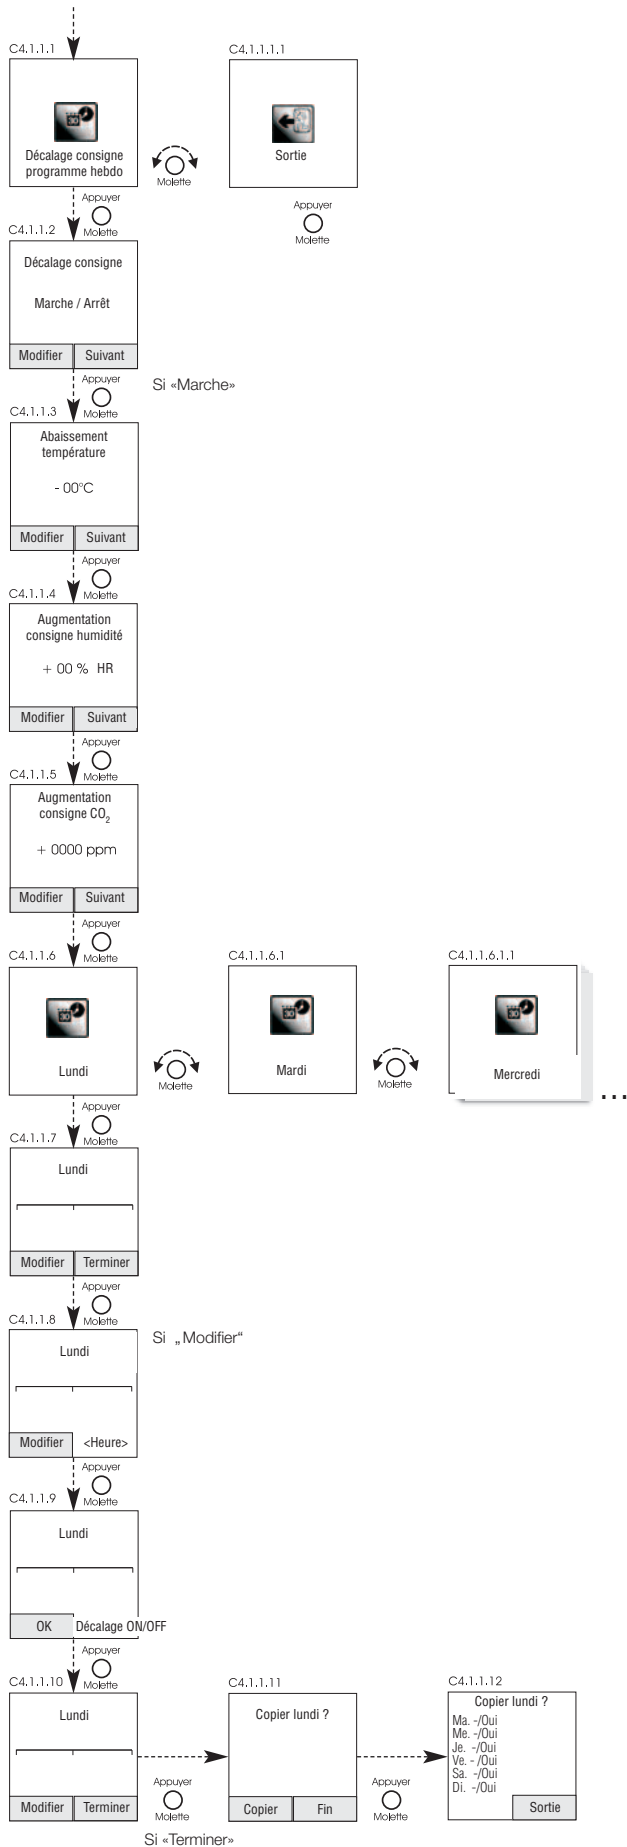 C4.1.1.1
Décalage consigne
programme hebdo
Molette
C4.1.1.1.1
Sortie
Appuyer
Molette
Appuyer
Molette
C4.1.1.2
Décalage consigne
Marche / Arrêt
Modifier Suivant
Appuyer
Molette
Si «Marche»
C4.1.1.3
Abaissement
température
- 00°C
Modifier Suivant
Appuyer
Molette
C4.1.1.4
Augmentation
consigne humidité
+ 00 % HR
Modifier Suivant
Appuyer
Molette
C4.1.1.5
Augmentation
consigne CO2
+ 0000 ppm
Modifier Suivant
Appuyer
Molette
C4.1.1.6
30
Lundi
Molette
C4.1.1.6.1
30
Mardi
Molette
C4.1.1.6.1.1
30
Mercredi
...
Appuyer
Molette
C4.1.1.7
Lundi
Modifier Terminer
Appuyer
Molette
C4.1.1.8
Si „Modifier“
Lundi
Modifier <Heure>
Appuyer
Molette
C4.1.1.9
Lundi
OK Décalage ON/OFF
Appuyer
Molette
C4.1.1.10
Lundi
Modifier Terminer
Appuyer
Molette
Si «Terminer»
C4.1.1.11
Copier lundi ?
Copier Fin
Appuyer
Molette
C4.1.1.12
Copier lundi ?
Ma. -/Oui
Me. -/Oui
Je. -/Oui
Ve. - /Oui
Sa. -/Oui
Di. -/Oui
Sortie